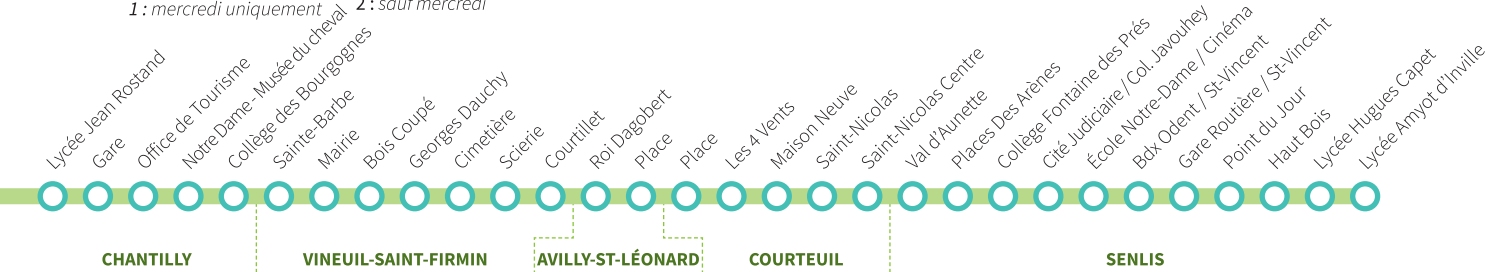 1 : mercredi uniquement
2 : sauf mercredi
Lycée Jean Rostand
Gare
Office de Tourisme
Notre Dame - Musée du cheval
Collège des Bourgognes
Sainte-Barbe
Mairie
Bois Coupé
Georges Dauchy
Cimetière
Scierie
Courtillet
Roi Dagobert
Place
Place
Les 4 Vents
Maison Neuve
Saint-Nicolas
Saint-Nicolas Centre
Val d'Aunette
Places Des Arènes
Collège Fontaine des Prés
Cité Judiciaire / Col. Javouhey
École Notre-Dame / Cinéma
Bdx Odent / St-Vincent
Gare Routière / St-Vincent
Point du Jour
Haut Bois
Lycée Hugues Capet
Lycée Amyot d'Inville
CHANTILLY
VINEUIL-SAINT-FIRMIN
AVILLY-ST-LÉONARD
COURTEUIL
SENLIS